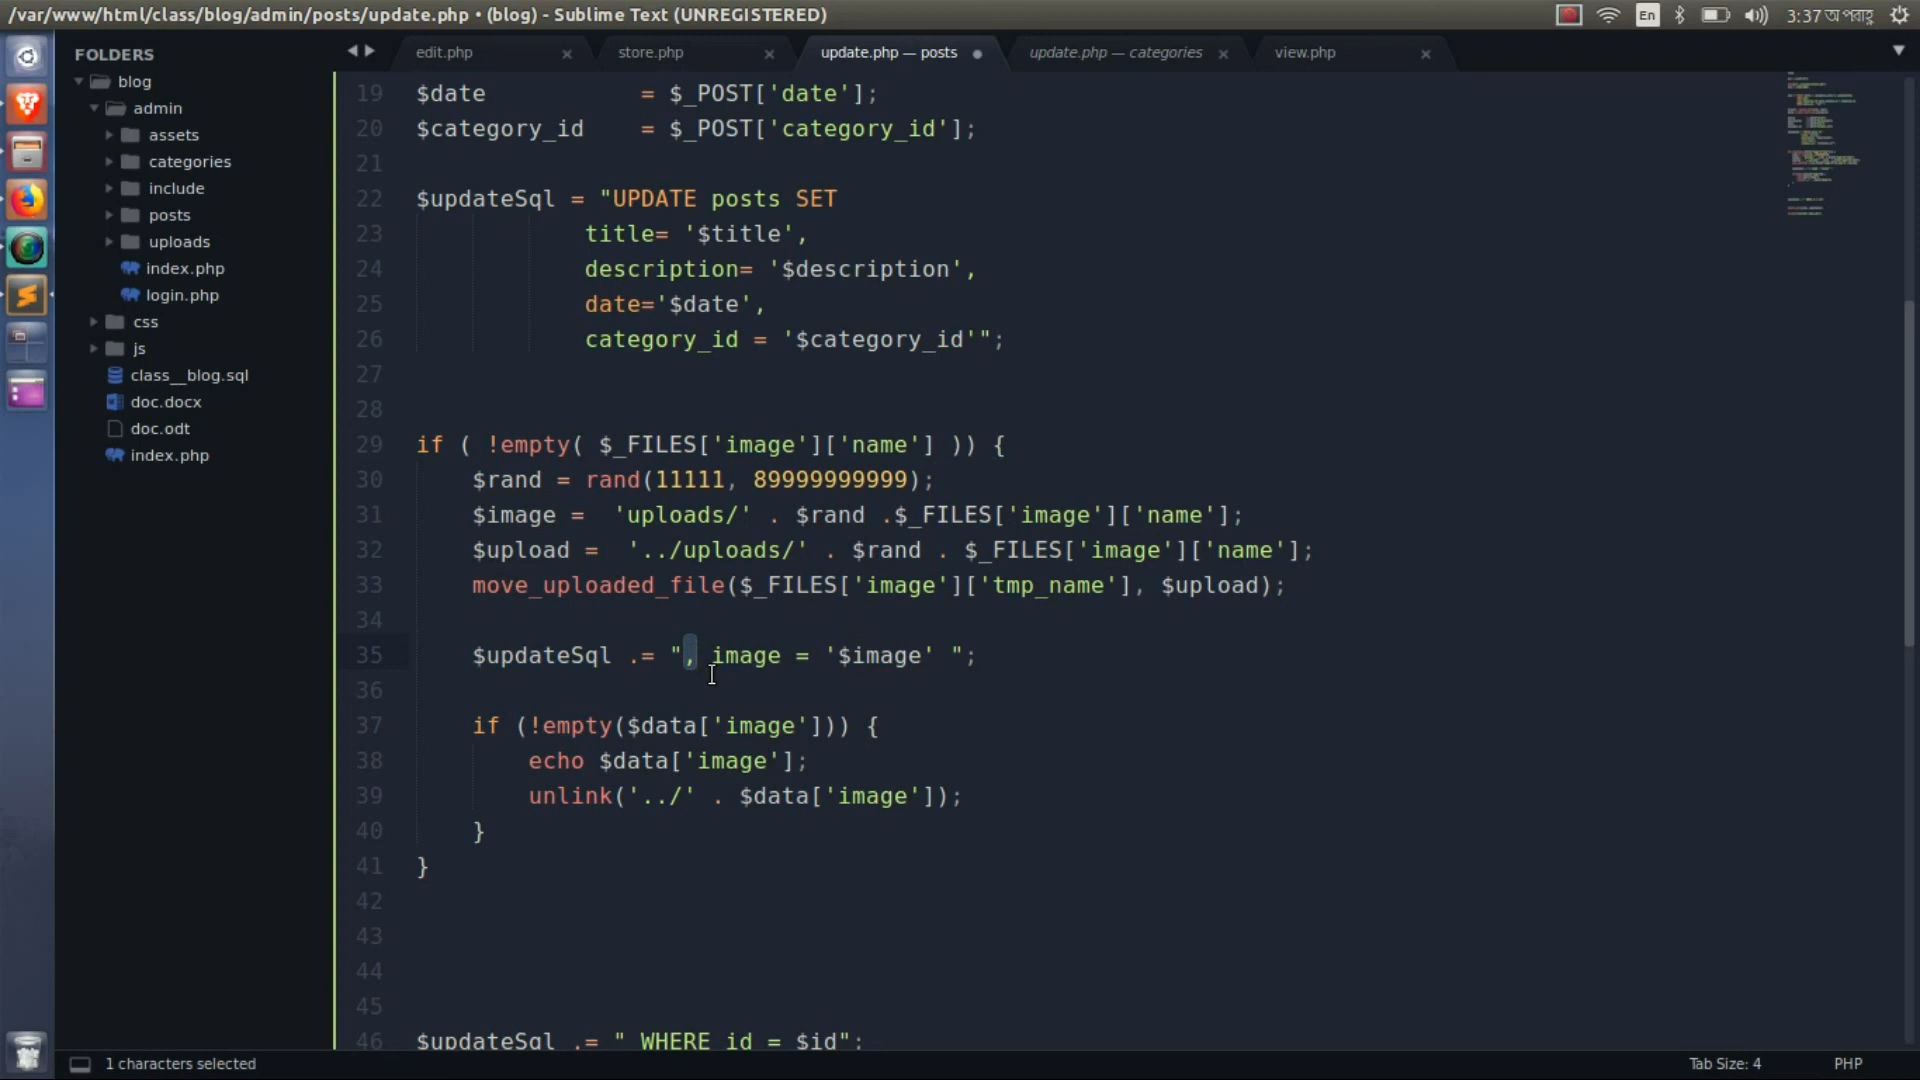 /var/www/html/class/blog/admin/posts/update.php • (blog) - Sublime Text (UNREGISTERED)
En
3:37 অপরাহ্ণ
FOLDERS
blog
admin
assets
categories
include
posts
uploads
index.php
login.php
css
js
class__blog.sql
doc.docx
doc.odt
index.php
edit.php
store.php
update.php — posts
update.php — categories
view.php
19 $date = $_POST['date'];
20 $category_id = $_POST['category_id'];
21
22 $updateSql = "UPDATE posts SET
23 title= '$title',
24 description= '$description',
25 date='$date',
26 category_id = '$category_id'";
27
28
29 if ( !empty( $_FILES['image']['name'] )) {
30 $rand = rand(11111, 89999999999);
31 $image =  'uploads/' . $rand .$_FILES['image']['name'];
32 $upload =  '../uploads/' . $rand . $_FILES['image']['name'];
33 move_uploaded_file($_FILES['image']['tmp_name'], $upload);
34
35 $updateSql .= ", image = '$image' ";
36
37 if (!empty($data['image'])) {
38 echo $data['image'];
39 unlink('../' . $data['image']);
40 }
41 }
42
43
44
45
46 $updateSql .= " WHERE id = $id";
1 characters selected
Tab Size: 4
PHP